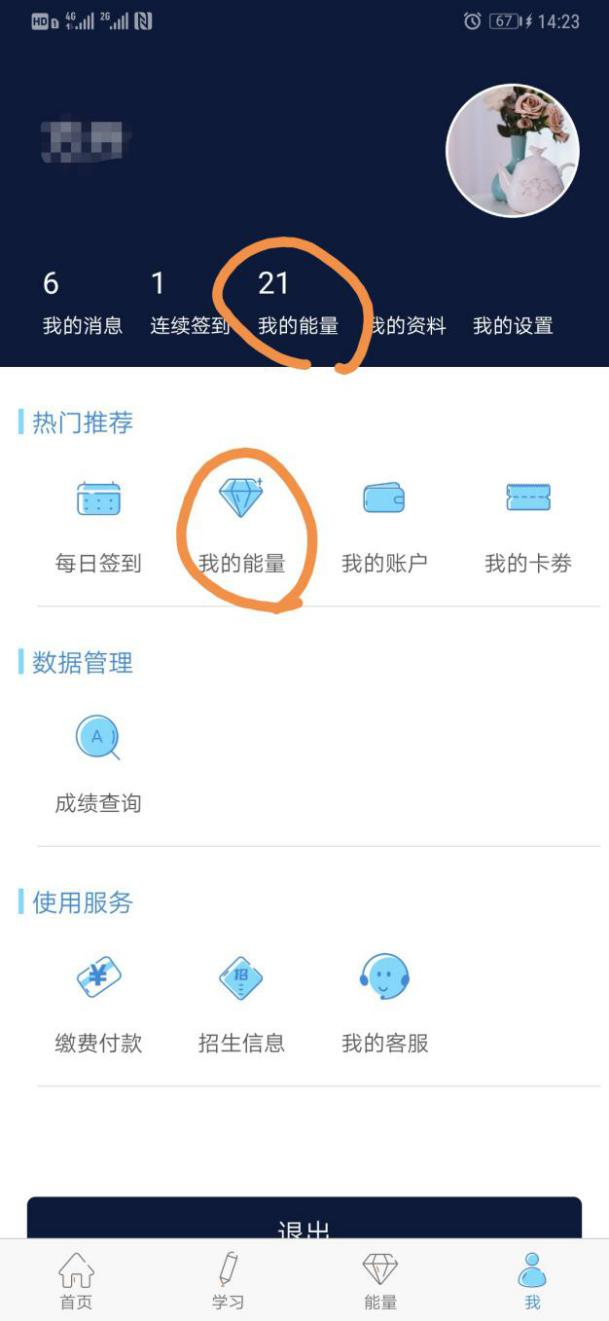 HD 4G 2G 67 14:23
6 1 21
我的消息 连续签到 我的能量 我的资料 我的设置
热门推荐
每日签到 我的能量 我的账户 我的卡券
数据管理
A
成绩查询
使用服务
¥ 招
缴费付款 招生信息 我的客服
退出
首页 学习 能量 我